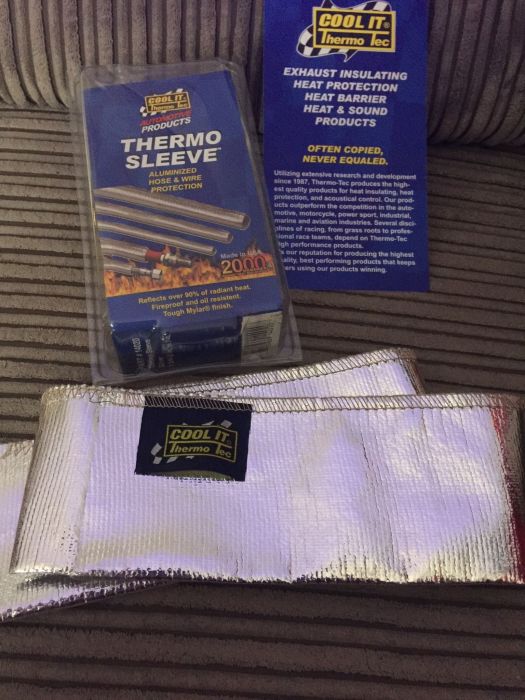 COOL IT®
Thermo Tec
EXHAUST INSULATING
HEAT PROTECTION
HEAT BARRIER
HEAT & SOUND
PRODUCTS
OFTEN COPIED,
NEVER EQUALED.
Utilizing extensive research and development
since 1987, Thermo-Tec produces the high-
est quality products for heat insulating, heat
protection, and acoustical control. Our prod-
ucts outperform the competition in the auto-
motive, motorcycle, power sport, industrial,
marine and aviation industries. Several disci-
plines of racing, from grass roots to profes-
sional race teams, depend on Thermo-Tec
high performance products.
our reputation for producing the highest
quality, best performing products that keeps
using our products winning.
COOL IT®
Thermo Tec
AUTOMOTIVE
PRODUCTS
THERMO
SLEEVE™
ALUMINIZED
HOSE & WIRE
PROTECTION
Made to
2000
Reflects over 90% of radiant heat.
Fireproof and oil resistent.
Tough Mylar® finish.
COOL IT®
Thermo Tec